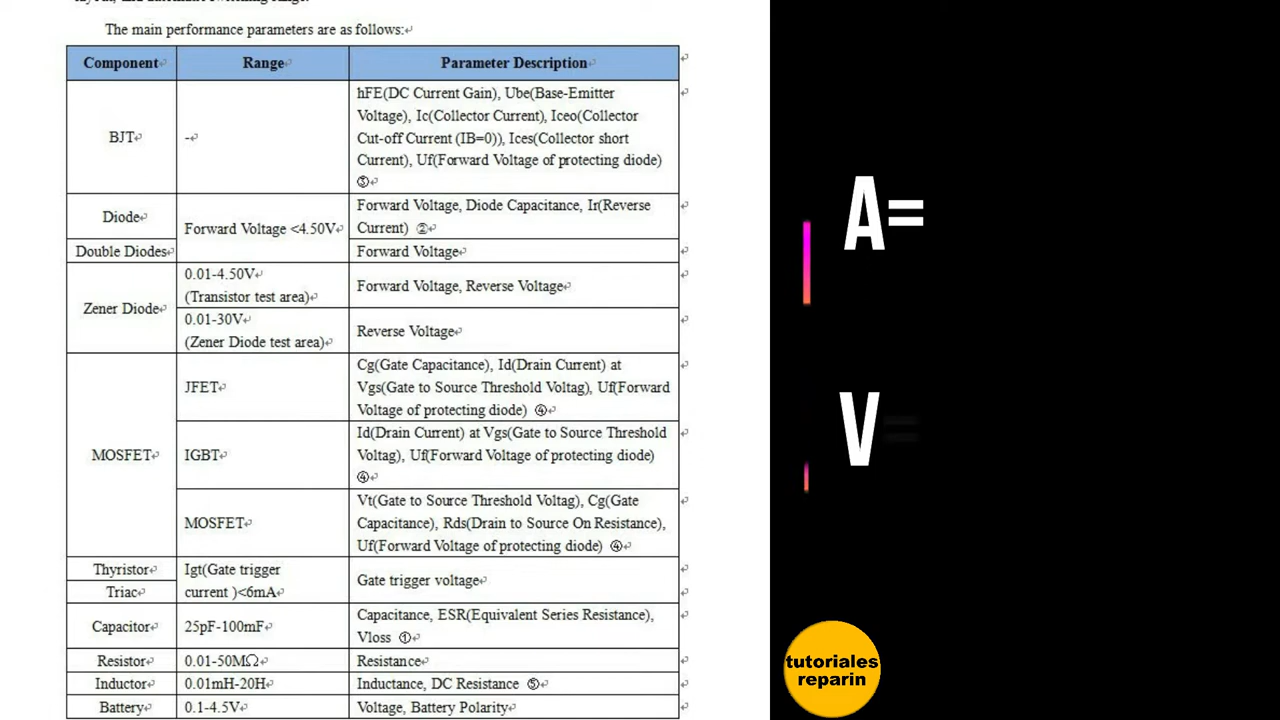 The main performance parameters are as follows:
Component Range Parameter Description
BJT
-
hFE(DC Current Gain), Ube(Base-Emitter
Voltage), Ic(Collector Current), Iceo(Collector
Cut-off Current (IB=0)), Ices(Collector short
Current), Uf(Forward Voltage of protecting diode)
③
Diode
Forward Voltage <4.50V
Forward Voltage, Diode Capacitance, Ir(Reverse
Current) ②
Double Diodes
Forward Voltage
Zener Diode
0.01-4.50V
(Transistor test area)
Forward Voltage, Reverse Voltage
0.01-30V
(Zener Diode test area)
Reverse Voltage
MOSFET
JFET
Cg(Gate Capacitance), Id(Drain Current) at
Vgs(Gate to Source Threshold Voltag), Uf(Forward
Voltage of protecting diode) ④
IGBT
Id(Drain Current) at Vgs(Gate to Source Threshold
Voltag), Uf(Forward Voltage of protecting diode)
④
MOSFET
Vt(Gate to Source Threshold Voltag), Cg(Gate
Capacitance), Rds(Drain to Source On Resistance),
Uf(Forward Voltage of protecting diode) ④
Thyristor
Triac
Igt(Gate trigger
current )<6mA
Gate trigger voltage
Capacitor
25pF-100mF
Capacitance, ESR(Equivalent Series Resistance),
Vloss ①
Resistor 0.01-50MΩ Resistance
Inductor 0.01mH-20H Inductance, DC Resistance ⑤
Battery 0.1-4.5V Voltage, Battery Polarity
A=
V=
tutoriales
reparin